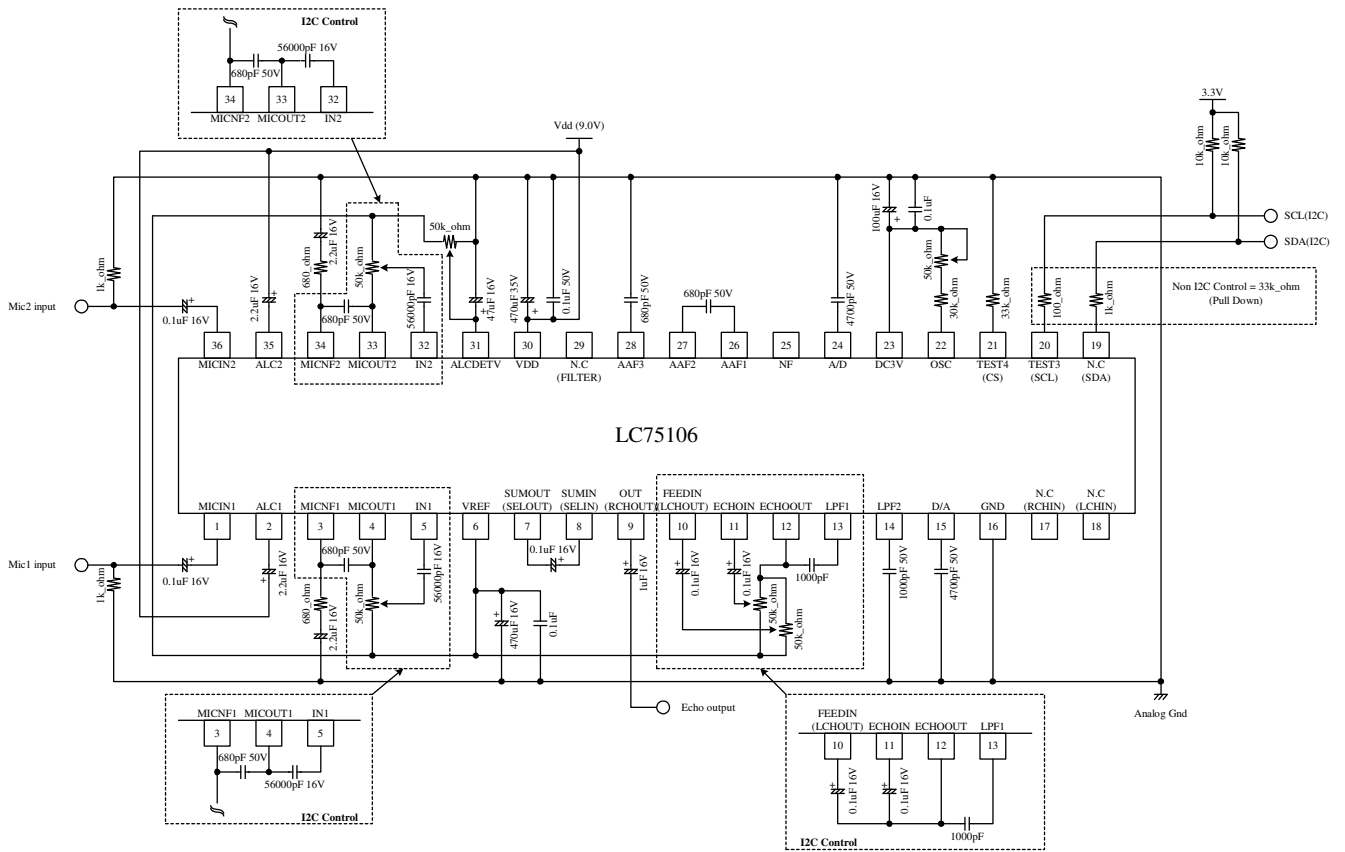 I2C Control
56000pF 16V
680pF 50V
34
33
32
MICNF2
MICOUT2
IN2
3.3V
Vdd (9.0V)
10k_ohm
10k_ohm
SCL(I2C)
SDA(I2C)
1k_ohm
2.2uF 16V
680_ohm
2.2uF 16V
50k_ohm
50k_ohm
56000pF 16V
47uF 16V
470uF 35V
0.1uF 50V
680pF 50V
680pF 50V
4700pF 50V
100uF 16V
0.1uF
50k_ohm
30k_ohm
33k_ohm
100_ohm
1k_ohm
Non I2C Control = 33k_ohm
(Pull Down)
Mic2 input
0.1uF 16V
680pF 50V
36
35
34
33
32
31
30
29
28
27
26
25
24
23
22
21
20
19
MICIN2
ALC2
MICNF2
MICOUT2
IN2
ALCDETV
VDD
N.C
(FILTER)
AAF3
AAF2
AAF1
NF
A/D
DC3V
OSC
TEST4
(CS)
TEST3
(SCL)
N.C
(SDA)
LC75106
MICIN1
ALC1
MICNF1
MICOUT1
IN1
VREF
SUMOUT
(SELOUT)
SUMIN
(SELIN)
OUT
(RCHOUT)
FEEDIN
(LCHOUT)
ECHOIN
ECHOOUT
LPF1
LPF2
D/A
GND
N.C
(RCHIN)
N.C
(LCHIN)
1
2
3
4
5
6
7
8
9
10
11
12
13
14
15
16
17
18
Mic1 input
0.1uF 16V
1k_ohm
2.2uF 16V
680pF 50V
680_ohm
2.2uF 16V
50k_ohm
56000pF 16V
470uF 16V
0.1uF
0.1uF 16V
1uF 16V
0.1uF 16V
0.1uF 16V
1000pF
50k_ohm
50k_ohm
1000pF 50V
4700pF 50V
Echo output
Analog Gnd
MICNF1
MICOUT1
IN1
3
4
5
680pF 50V
56000pF 16V
I2C Control
FEEDIN
(LCHOUT)
ECHOIN
ECHOOUT
LPF1
10
11
12
13
0.1uF 16V
0.1uF 16V
1000pF
I2C Control